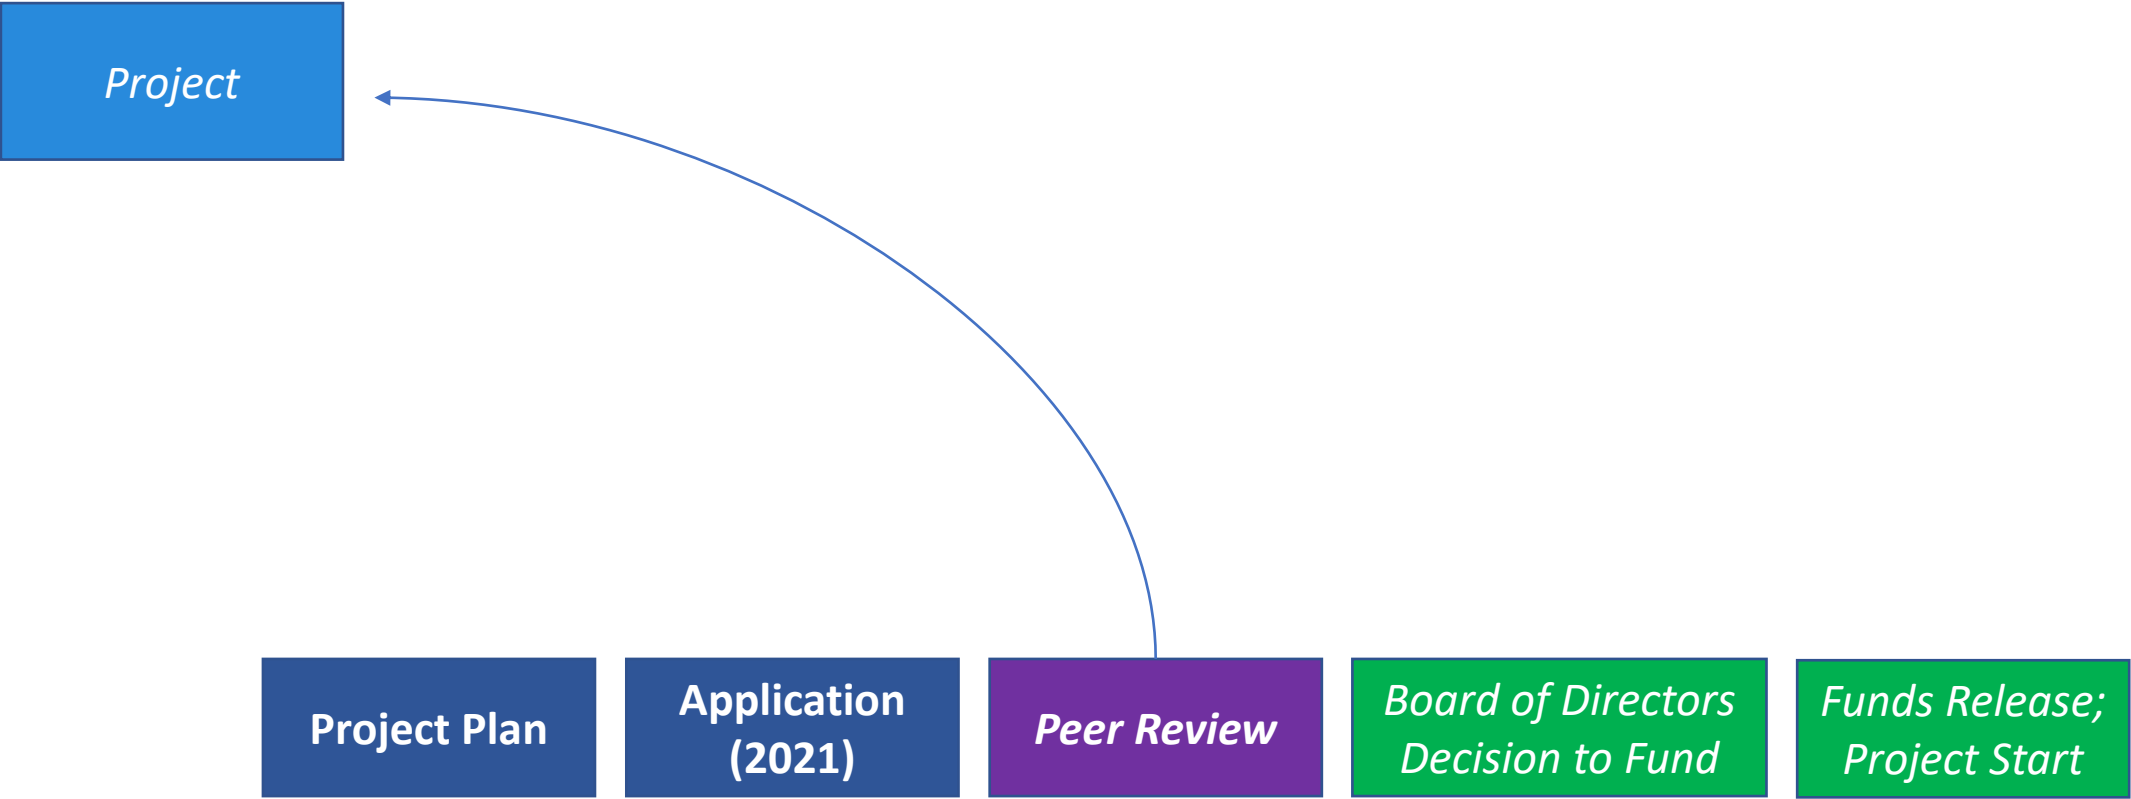 Project
Project Plan
Application
(2021)
Peer Review
Board of Directors
Decision to Fund
Funds Release;
Project Start